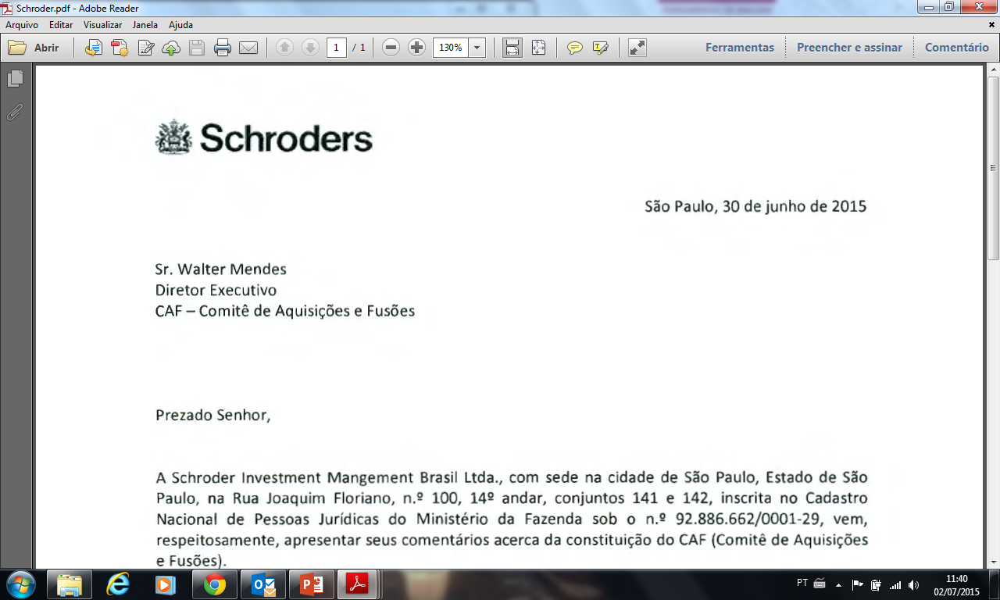 Schroder.pdf - Adobe Reader
Arquivo Editar Visualizar Janela Ajuda
Abrir 1 / 1 130% Ferramentas Preencher e assinar Comentário
Schroders
São Paulo, 30 de junho de 2015
Sr. Walter Mendes
Diretor Executivo
CAF – Comitê de Aquisições e Fusões
Prezado Senhor,
A Schroder Investment Mangement Brasil Ltda., com sede na cidade de São Paulo, Estado de São
Paulo, na Rua Joaquim Floriano, n.º 100, 14º andar, conjuntos 141 e 142, inscrita no Cadastro
Nacional de Pessoas Jurídicas do Ministério da Fazenda sob o n.º 92.886.662/0001-29, vem,
respeitosamente, apresentar seus comentários acerca da constituição do CAF (Comitê de Aquisições
e Fusões).
PT 11:40
02/07/2015